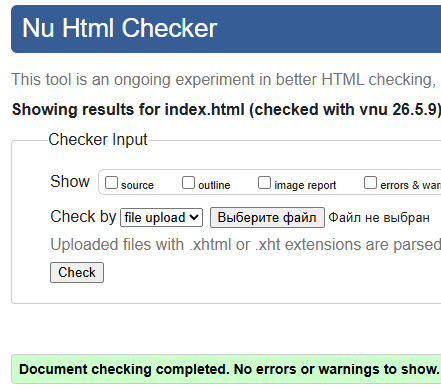 Nu Html Checker
This tool is an ongoing experiment in better HTML checking,
Showing results for index.html (checked with vnu 26.5.9)
Checker Input
Show source outline image report errors & war
Check by file upload Выберите файл Файл не выбран
Uploaded files with .xhtml or .xht extensions are parsed
Check
Document checking completed. No errors or warnings to show.